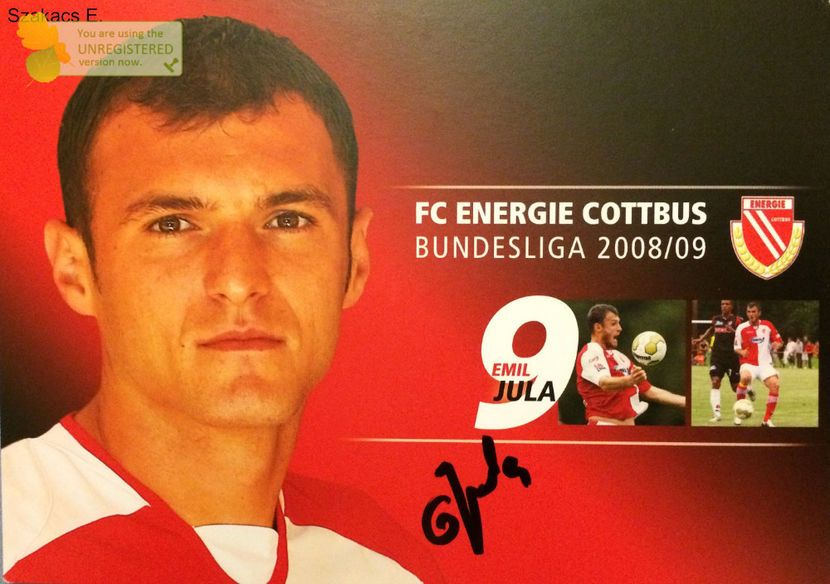 Szakacs E.
You are using the
UNREGISTERED
version now.
FC ENERGIE COTTBUS
BUNDESLIGA 2008/09
ENERGIE
COTTBUS
9
EMIL
JULA